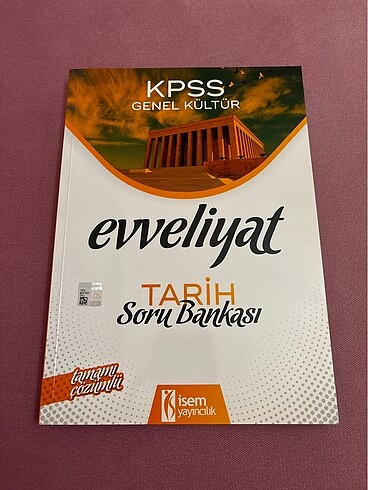 KPSS
GENEL KÜLTÜR
evveliyat
TARİH
Soru Bankası
tamamı
çözümlü
isem
yayıncılık